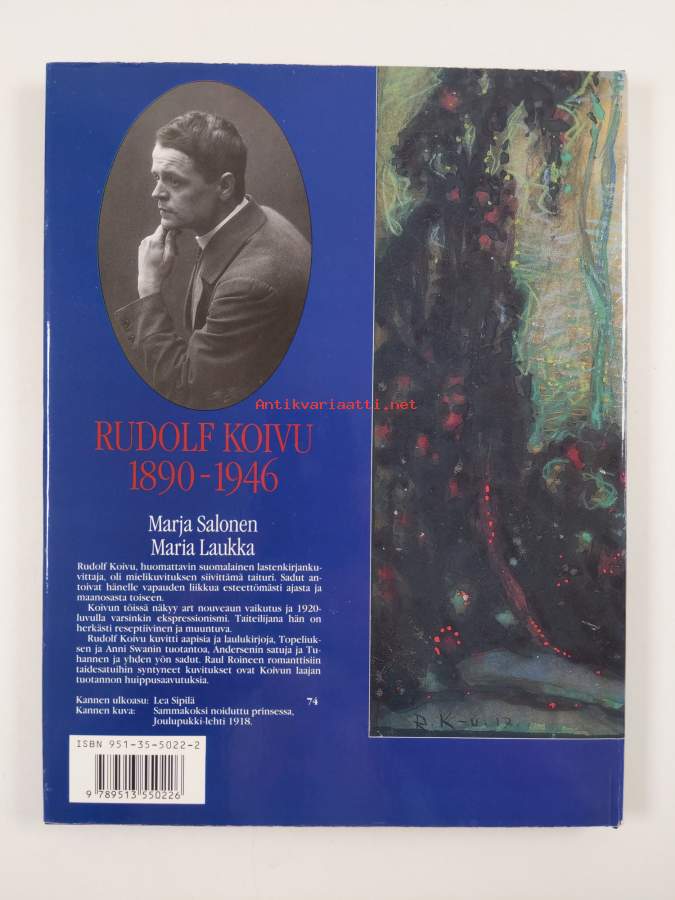 Antikvariaatti.net
RUDOLF KOIVU
1890-1946
Marja Salonen
Maria Laukka
Rudolf Koivu, huomattavin suomalainen lastenkirjanku-
vittaja, oli mielikuvituksen siivittämä taituri. Sadut an-
toivat hänelle vapauden liikkua esteettömästi ajasta ja
maanosasta toiseen.
Koivun töissä näkyy art nouveaun vaikutus ja 1920-
luvulla varsinkin ekspressionismi. Taiteilijana hän on
herkästi reseptiivinen ja muuntuva.
Rudolf Koivu kuvitti aapisia ja laulukirjoja, Topeliuk-
sen ja Anni Swanin tuotantoa, Andersenin satuja ja Tu-
hannen ja yhden yön sadut. Raul Roineen romanttisiin
taidesatuihin syntyneet kuvitukset ovat Koivun laajan
tuotannon huippusaavutuksia.
Kannen ulkoasu: Lea Sipilä 74
Kannen kuva: Sammakoksi noiduttu prinsessa,
Joulupukki-lehti 1918.
ISBN 951-35-5022-2
9 789513 550226